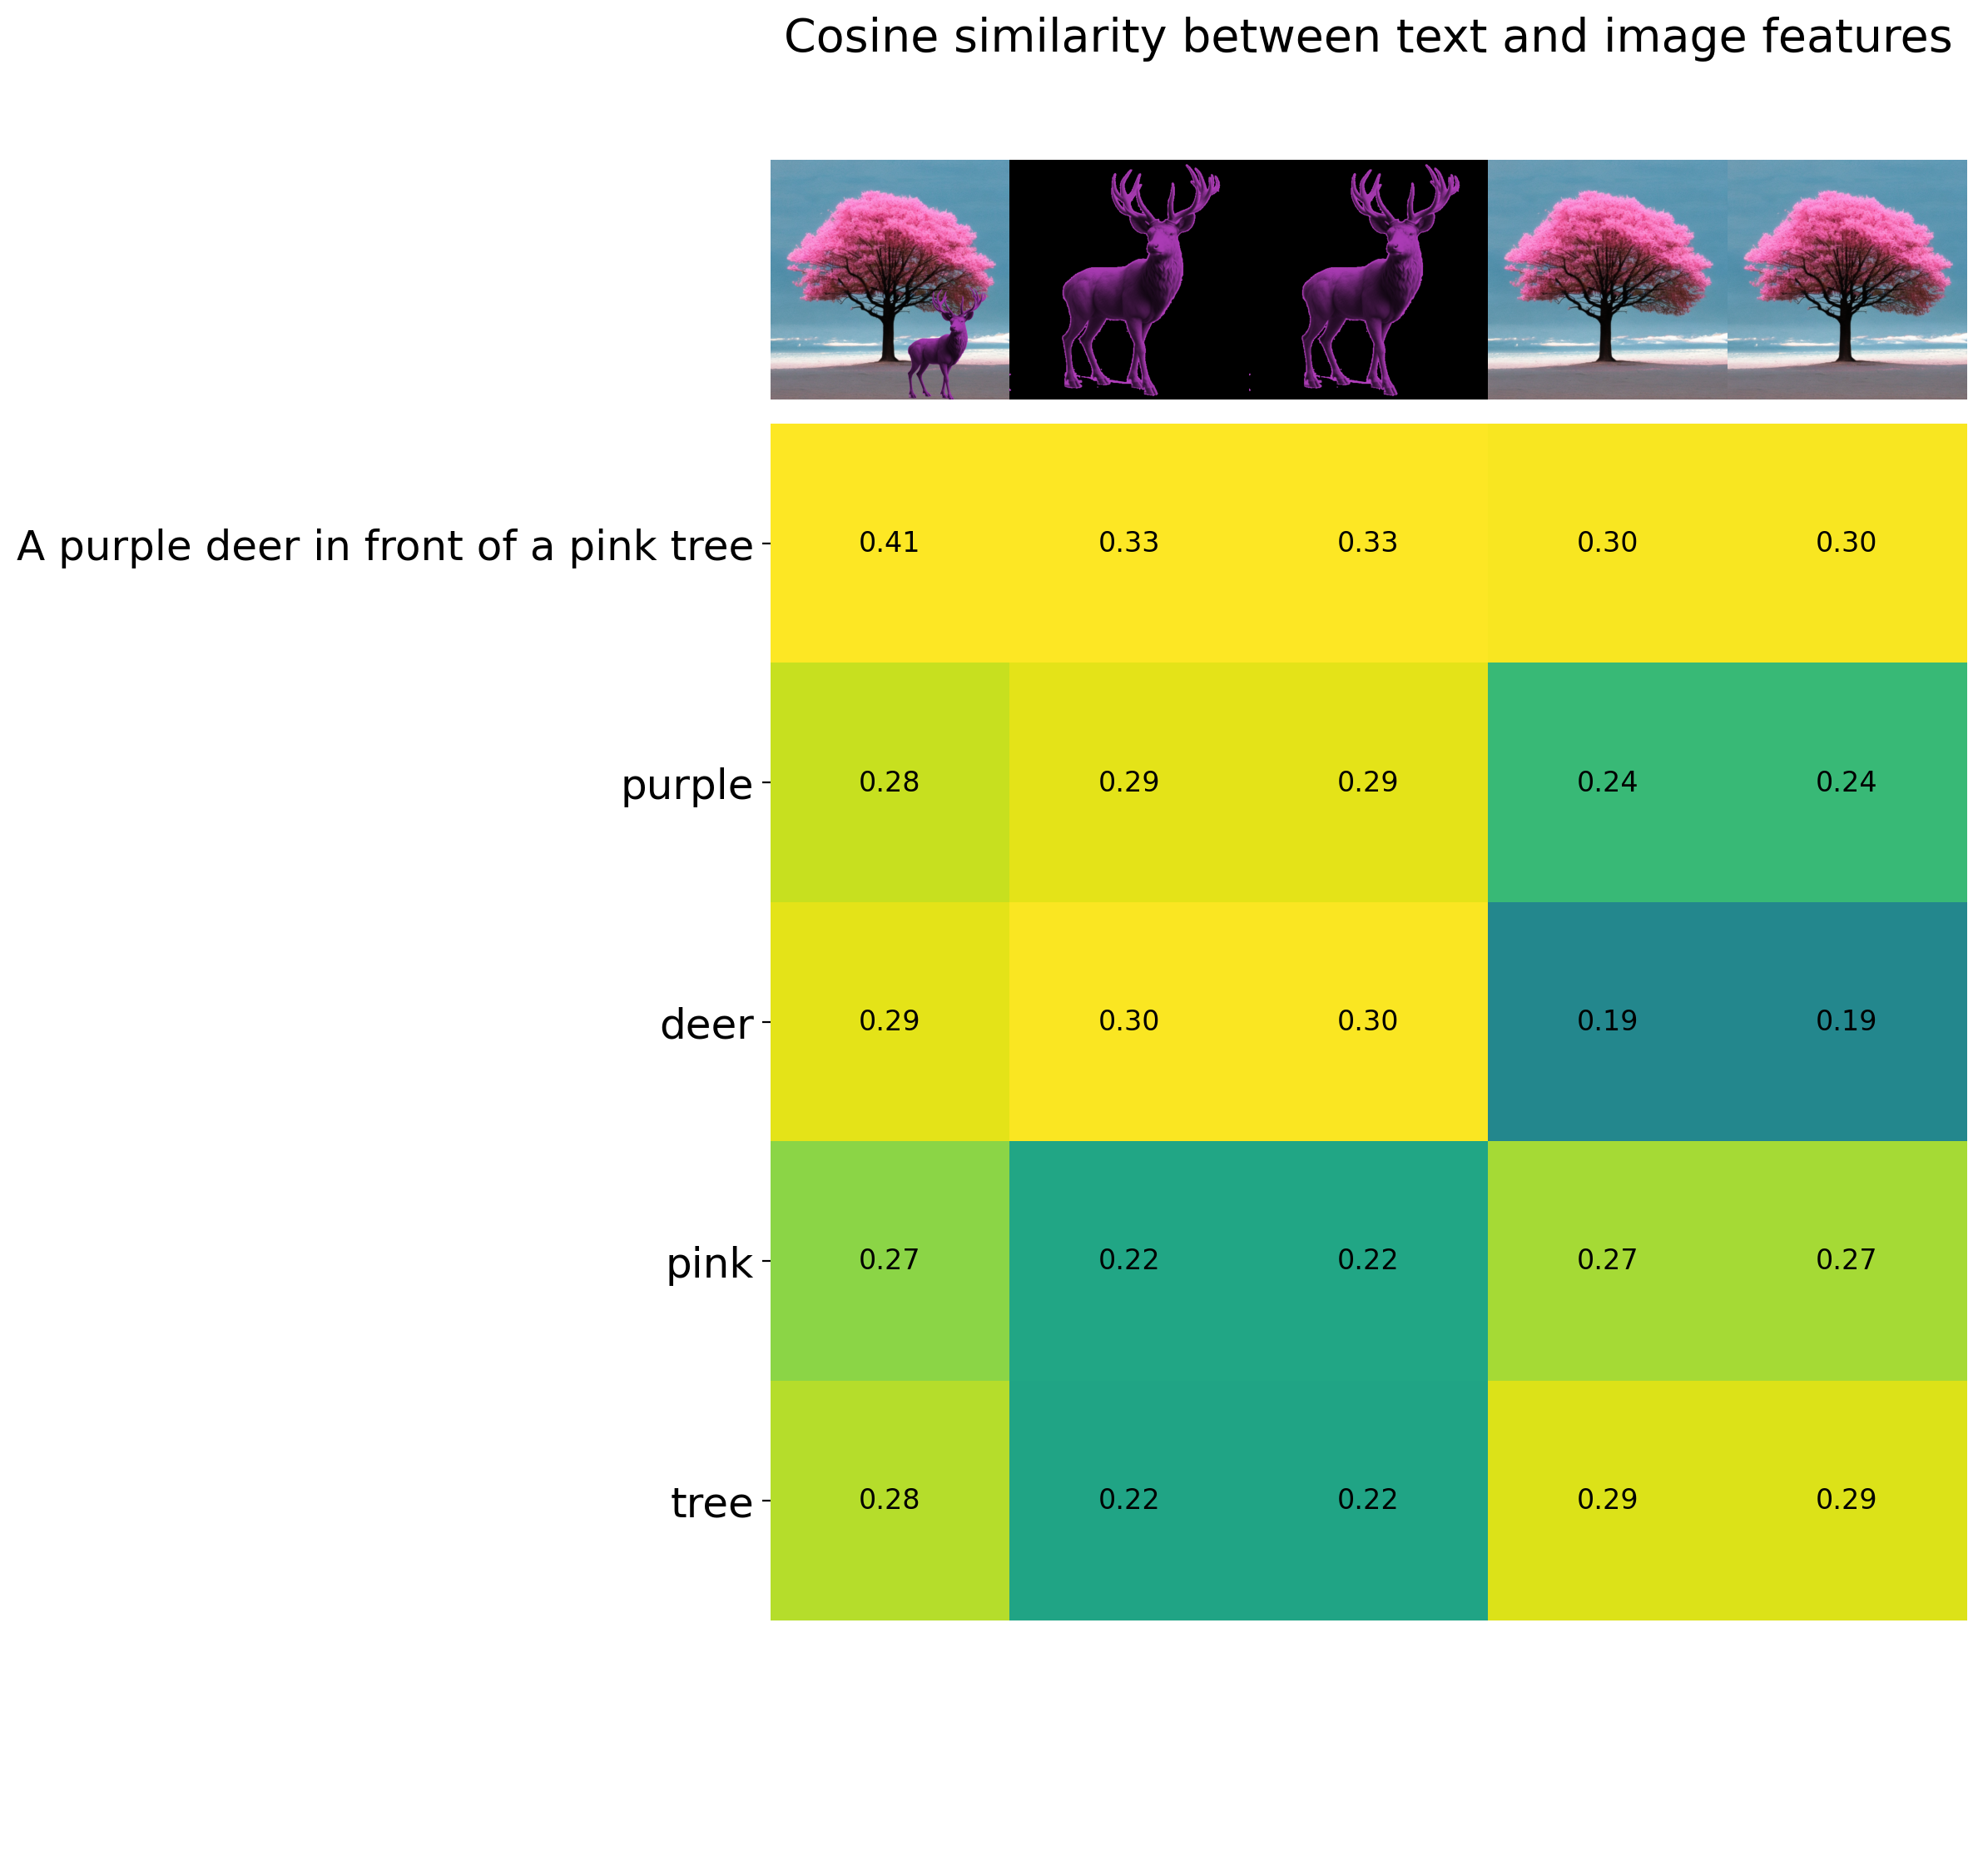 Cosine similarity between text and image features
A purple deer in front of a pink tree
0.41 0.33 0.33 0.30 0.30
purple
0.28 0.29 0.29 0.24 0.24
deer
0.29 0.30 0.30 0.19 0.19
pink
0.27 0.22 0.22 0.27 0.27
tree
0.28 0.22 0.22 0.29 0.29